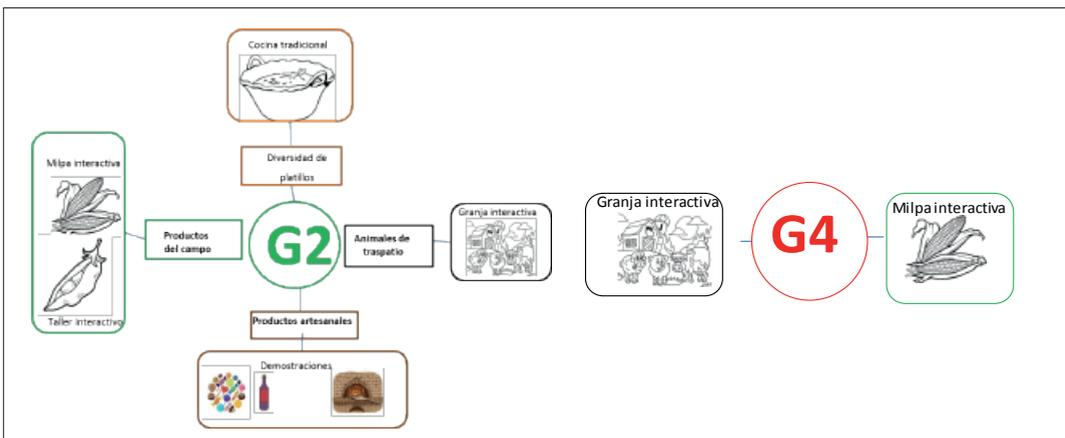 Cocina tradicional
Diversidad de
platillos
Milpa interactiva
Taller interactivo
Productos
del campo
G2
Animales de
traspatio
Granja interactiva
Productos artesanales
Demostraciones
Granja interactiva
G4
Milpa interactiva